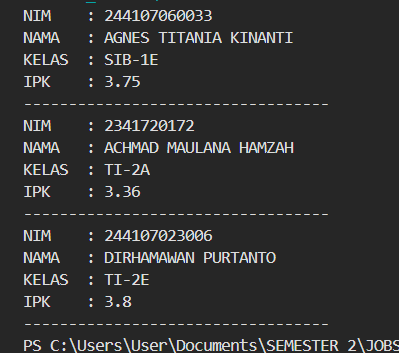 NIM : 244107060033
NAMA : AGNES TITANIA KINANTI
KELAS : SIB-1E
IPK : 3.75
---------------------------------
NIM : 2341720172
NAMA : ACHMAD MAULANA HAMZAH
KELAS : TI-2A
IPK : 3.36
---------------------------------
NIM : 244107023006
NAMA : DIRHAMAWAN PURTANTO
KELAS : TI-2E
IPK : 3.8
---------------------------------
PS C:\Users\User\Documents\SEMESTER 2\JOBS